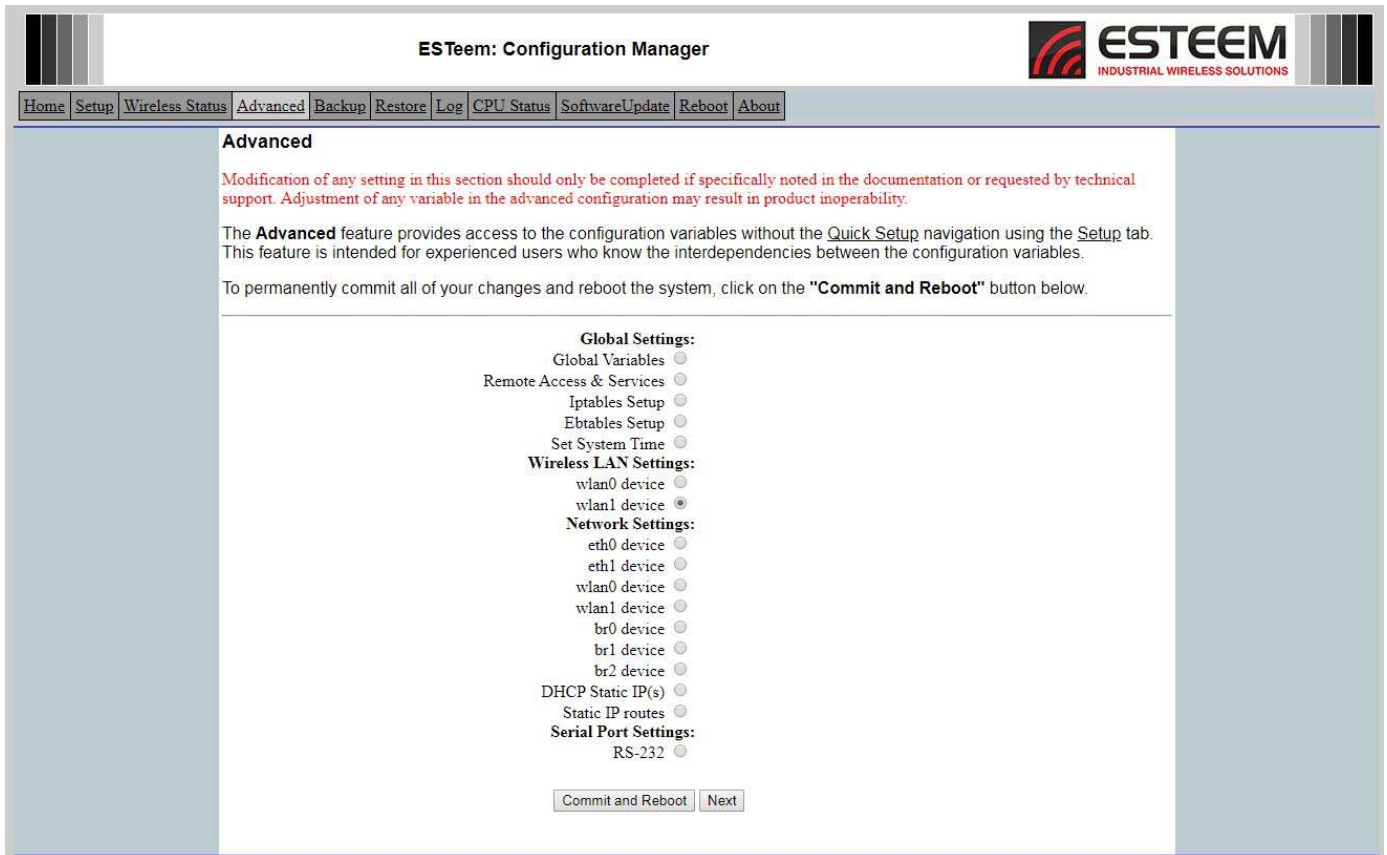 ESTeem: Configuration Manager
ESTEEM
INDUSTRIAL WIRELESS SOLUTIONS
Home Setup Wireless Status Advanced Backup Restore Log CPU Status SoftwareUpdate Reboot About
Advanced
Modification of any setting in this section should only be completed if specifically noted in the documentation or requested by technical
support. Adjustment of any variable in the advanced configuration may result in product inoperability.
The Advanced feature provides access to the configuration variables without the Quick Setup navigation using the Setup tab.
This feature is intended for experienced users who know the interdependencies between the configuration variables.
To permanently commit all of your changes and reboot the system, click on the "Commit and Reboot" button below.
Global Settings:
Global Variables
Remote Access & Services
Iptables Setup
Ebtables Setup
Set System Time
Wireless LAN Settings:
wlan0 device
wlan1 device
Network Settings:
eth0 device
eth1 device
wlan0 device
wlan1 device
br0 device
br1 device
br2 device
DHCP Static IP(s)
Static IP routes
Serial Port Settings:
RS-232
Commit and Reboot Next